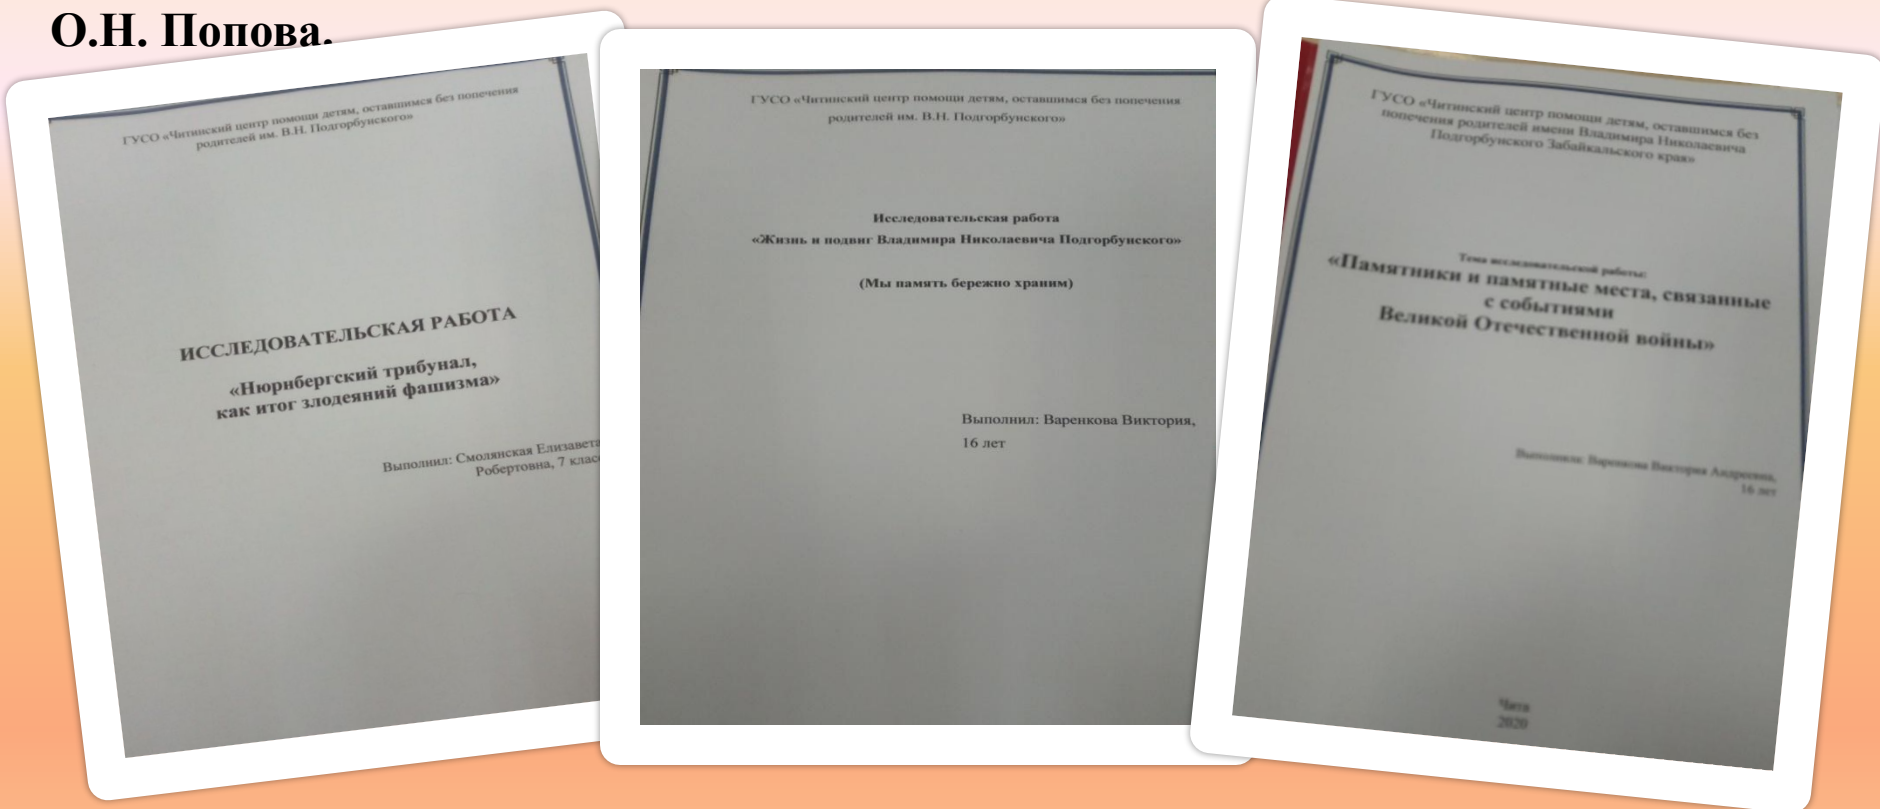 О.Н. Попова.
ГУСО «Читинский центр помощи детям, оставшимся без попечения
родителей им. В.Н. Подгорбунского»
ИССЛЕДОВАТЕЛЬСКАЯ РАБОТА
«Нюрнбергский трибунал,
как итог злодеяний фашизма»
Выполнил: Смолянская Елизавета
Робертовна, 7 класс
ГУСО «Читинский центр помощи детям, оставшимся без попечения
родителей им. В.Н. Подгорбунского»
Исследовательская работа
«Жизнь и подвиг Владимира Николаевича Подгорбунского»
(Мы память бережно храним)
Выполнил: Варенкова Виктория,
16 лет
ГУСО «Читинский центр помощи детям, оставшимся без
попечения родителей имени Владимира Николаевича
Подгорбунского Забайкальского края»
Тема исследовательской работы:
«Памятники и памятные места, связанные
с событиями
Великой Отечественной войны»
Выполнила: Варенкова Виктория Андреевна,
16 лет
Чита
2020